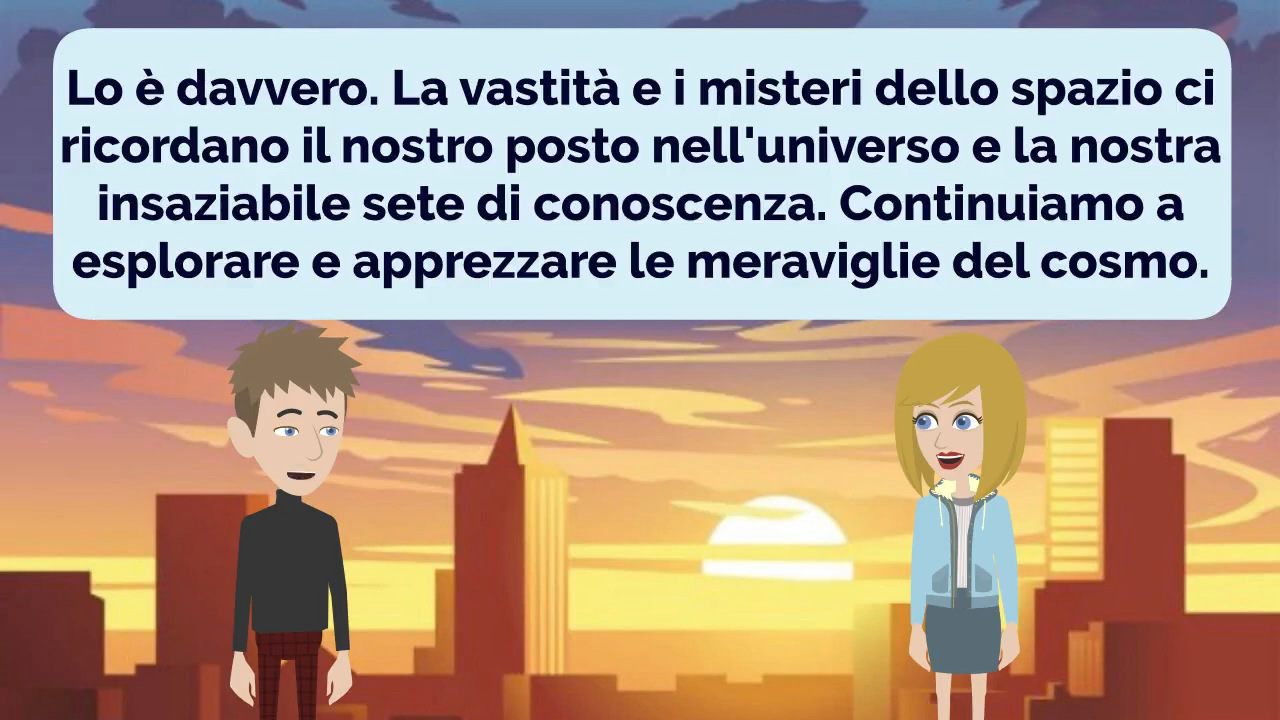 Lo è davvero. La vastità e i misteri dello spazio ci
ricordano il nostro posto nell'universo e la nostra
insaziabile sete di conoscenza. Continuiamo a
esplorare e apprezzare le meraviglie del cosmo.